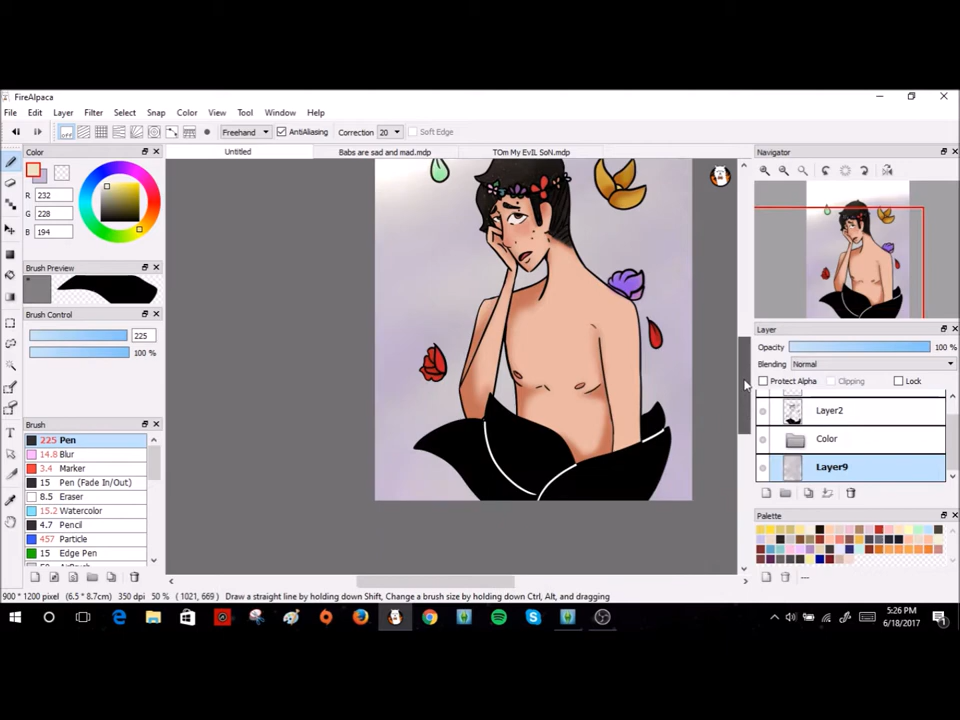 FireAlpaca
File Edit Layer Filter Select Snap Color View Tool Window Help
OFF Freehand AntiAliasing Correction 20 Soft Edge
Color
Untitled Babs are sad and mad.mdp TOm My EvIL SoN.mdp
Navigator
R 232
G 228
B 194
Brush Preview
Brush Control
225
100 %
Layer
Opacity 100 %
Blending Normal
Protect Alpha Clipping Lock
Layer2
Color
Layer9
Brush
225 Pen
14.8 Blur
3.4 Marker
15 Pen (Fade In/Out)
8.5 Eraser
15.2 Watercolor
4.7 Pencil
457 Particle
15 Edge Pen
Palette
900 * 1200 pixel (6.5 * 8.7cm) 350 dpi 50 % (1021, 669) Draw a straight line by holding down Shift, Change a brush size by holding down Ctrl, Alt, and dragging
5:26 PM
6/18/2017